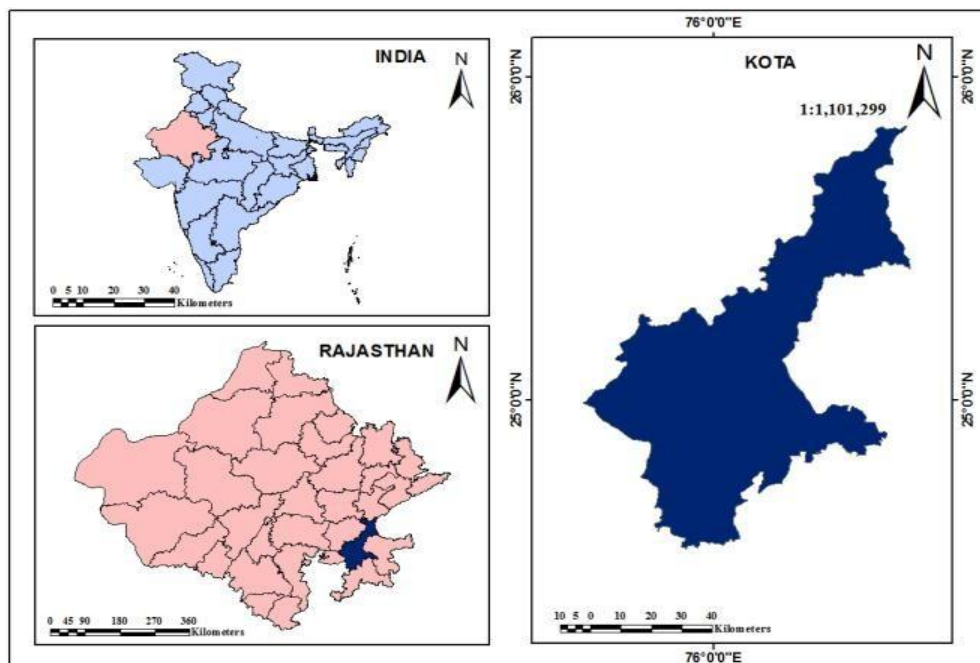 INDIA
N
0 5 10 20 30 40
Kilometers
RAJASTHAN
N
0 45 90 180 270 360
Kilometers
76°0'0"E
KOTA
N
1:1,101,299
26°0'0"N
26°0'0"N
25°0'0"N
25°0'0"N
10 5 0 10 20 30 40
Kilometers
76°0'0"E